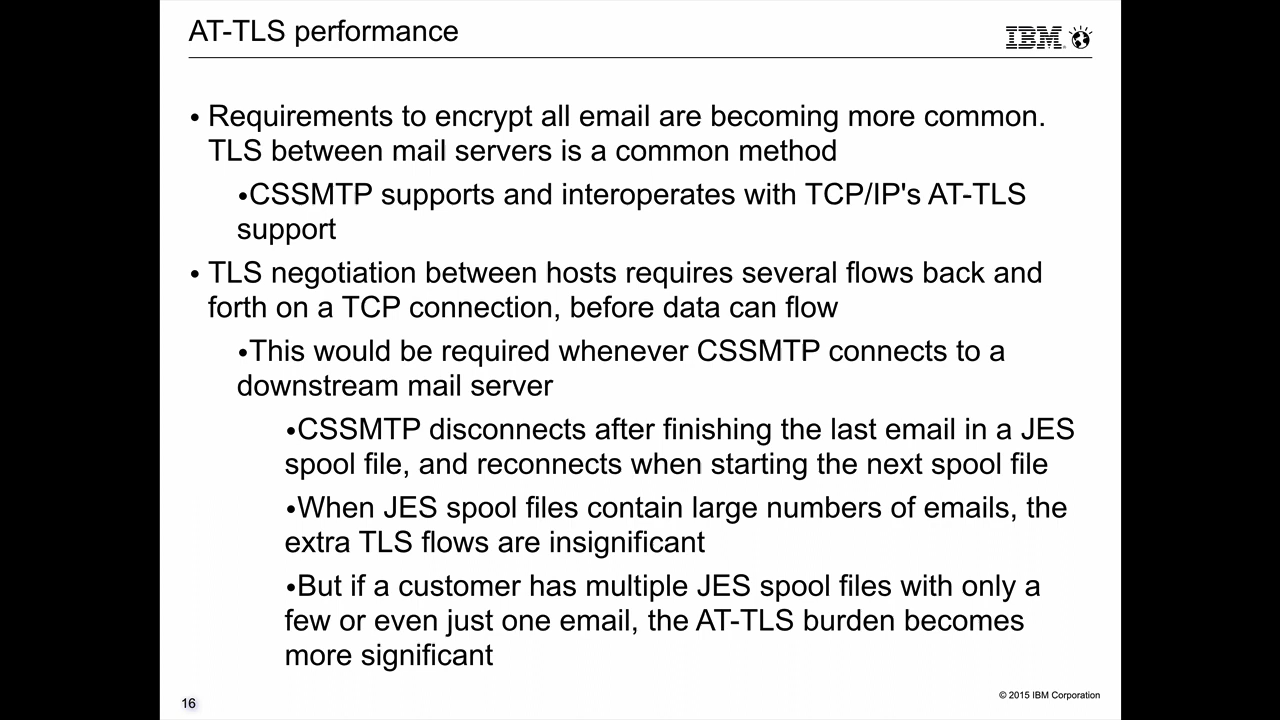 AT-TLS performance
IBM
• Requirements to encrypt all email are becoming more common.
TLS between mail servers is a common method
•CSSMTP supports and interoperates with TCP/IP's AT-TLS
support
• TLS negotiation between hosts requires several flows back and
forth on a TCP connection, before data can flow
•This would be required whenever CSSMTP connects to a
downstream mail server
•CSSMTP disconnects after finishing the last email in a JES
spool file, and reconnects when starting the next spool file
•When JES spool files contain large numbers of emails, the
extra TLS flows are insignificant
•But if a customer has multiple JES spool files with only a
few or even just one email, the AT-TLS burden becomes
more significant
16
© 2015 IBM Corporation